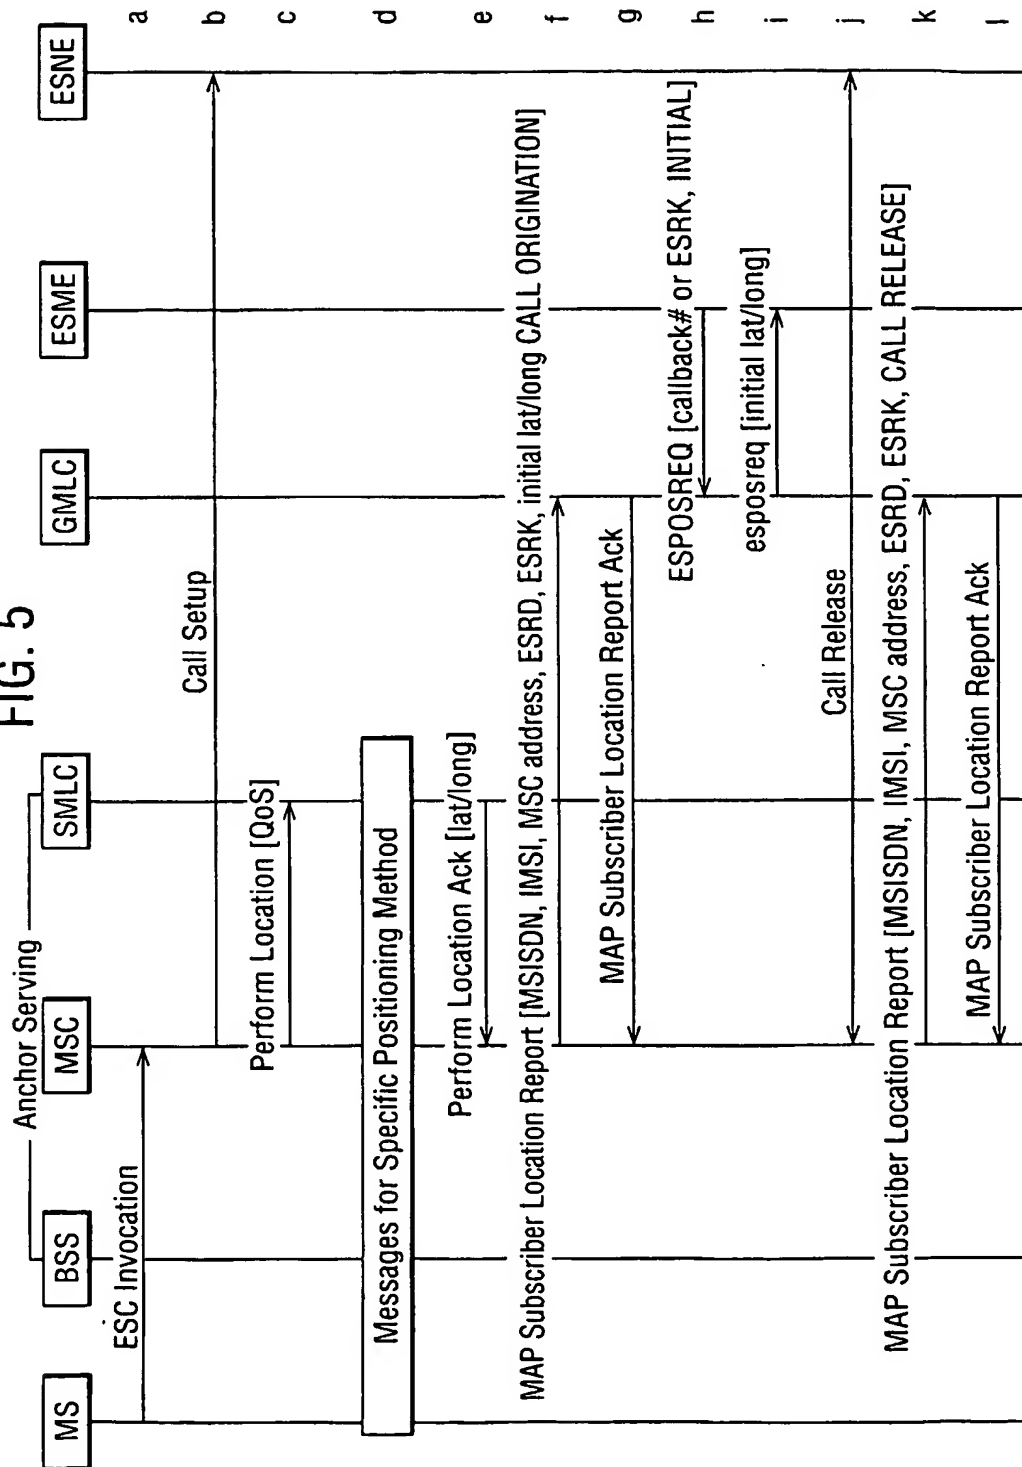 FIG. 5
Anchor Serving
MS
BSS
MSC
SMLC
GMLC
ESME
ESNE
ESC Invocation
a
Call Setup
b
Perform Location [QoS]
c
Messages for Specific Positioning Method
d
Perform Location Ack [lat/long]
e
MAP Subscriber Location Report [MSISDN, IMSI, MSC address, ESRD, ESRK, initial lat/long CALL ORIGINATION]
f
MAP Subscriber Location Report Ack
g
ESPOSREQ [callback# or ESRK, INITIAL]
h
esposreq [initial lat/long]
i
Call Release
j
MAP Subscriber Location Report [MSISDN, IMSI, MSC address, ESRD, ESRK, CALL RELEASE]
k
MAP Subscriber Location Report Ack
l